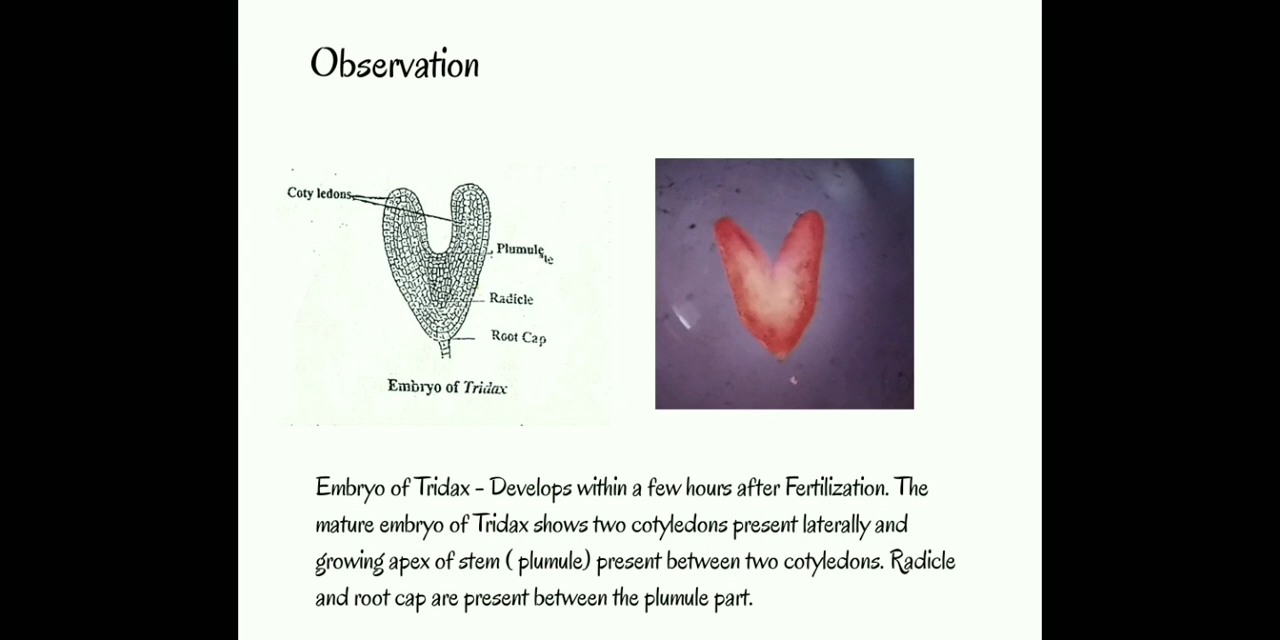 Observation
Coty ledons
Plumule
le
Radicle
Root Cap
Embryo of Tridax
Embryo of Tridax - Develops within a few hours after Fertilization. The
mature embryo of Tridax shows two cotyledons present laterally and
growing apex of stem ( plumule) present between two cotyledons. Radicle
and root cap are present between the plumule part.